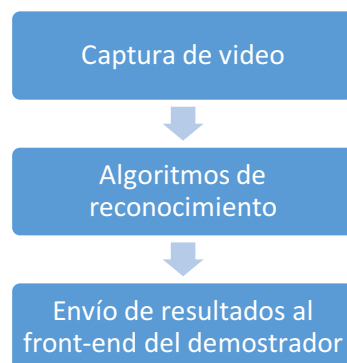 Captura de video
Algoritmos de
reconocimiento
Envío de resultados al
front-end del demostrador